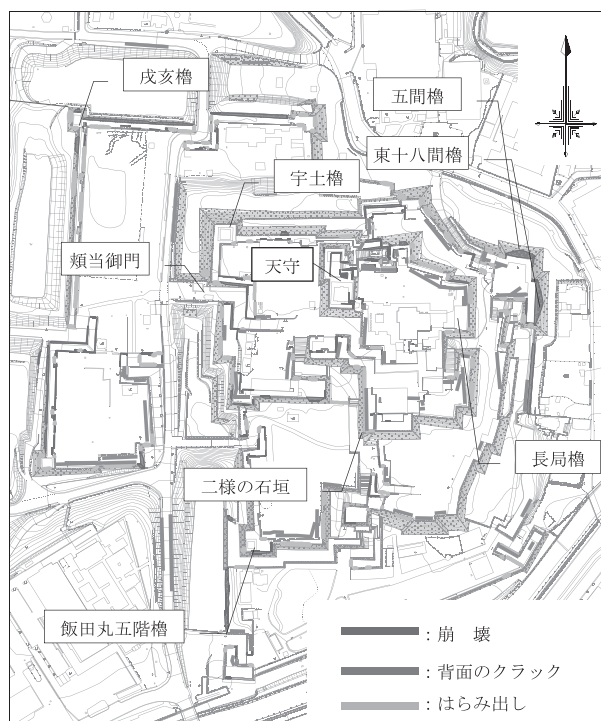 戌亥櫓
五間櫓
東十八間櫓
宇土櫓
天守
頬当御門
長局櫓
二様の石垣
飯田丸五階櫓
：崩　壊
：背面のクラック
：はらみ出し